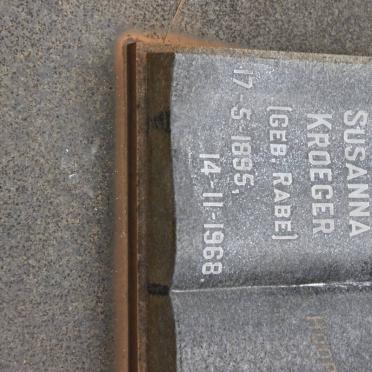 SUSANNA
KROEGER
[GEB. RABE]
17-5-1895,
14-11-1968